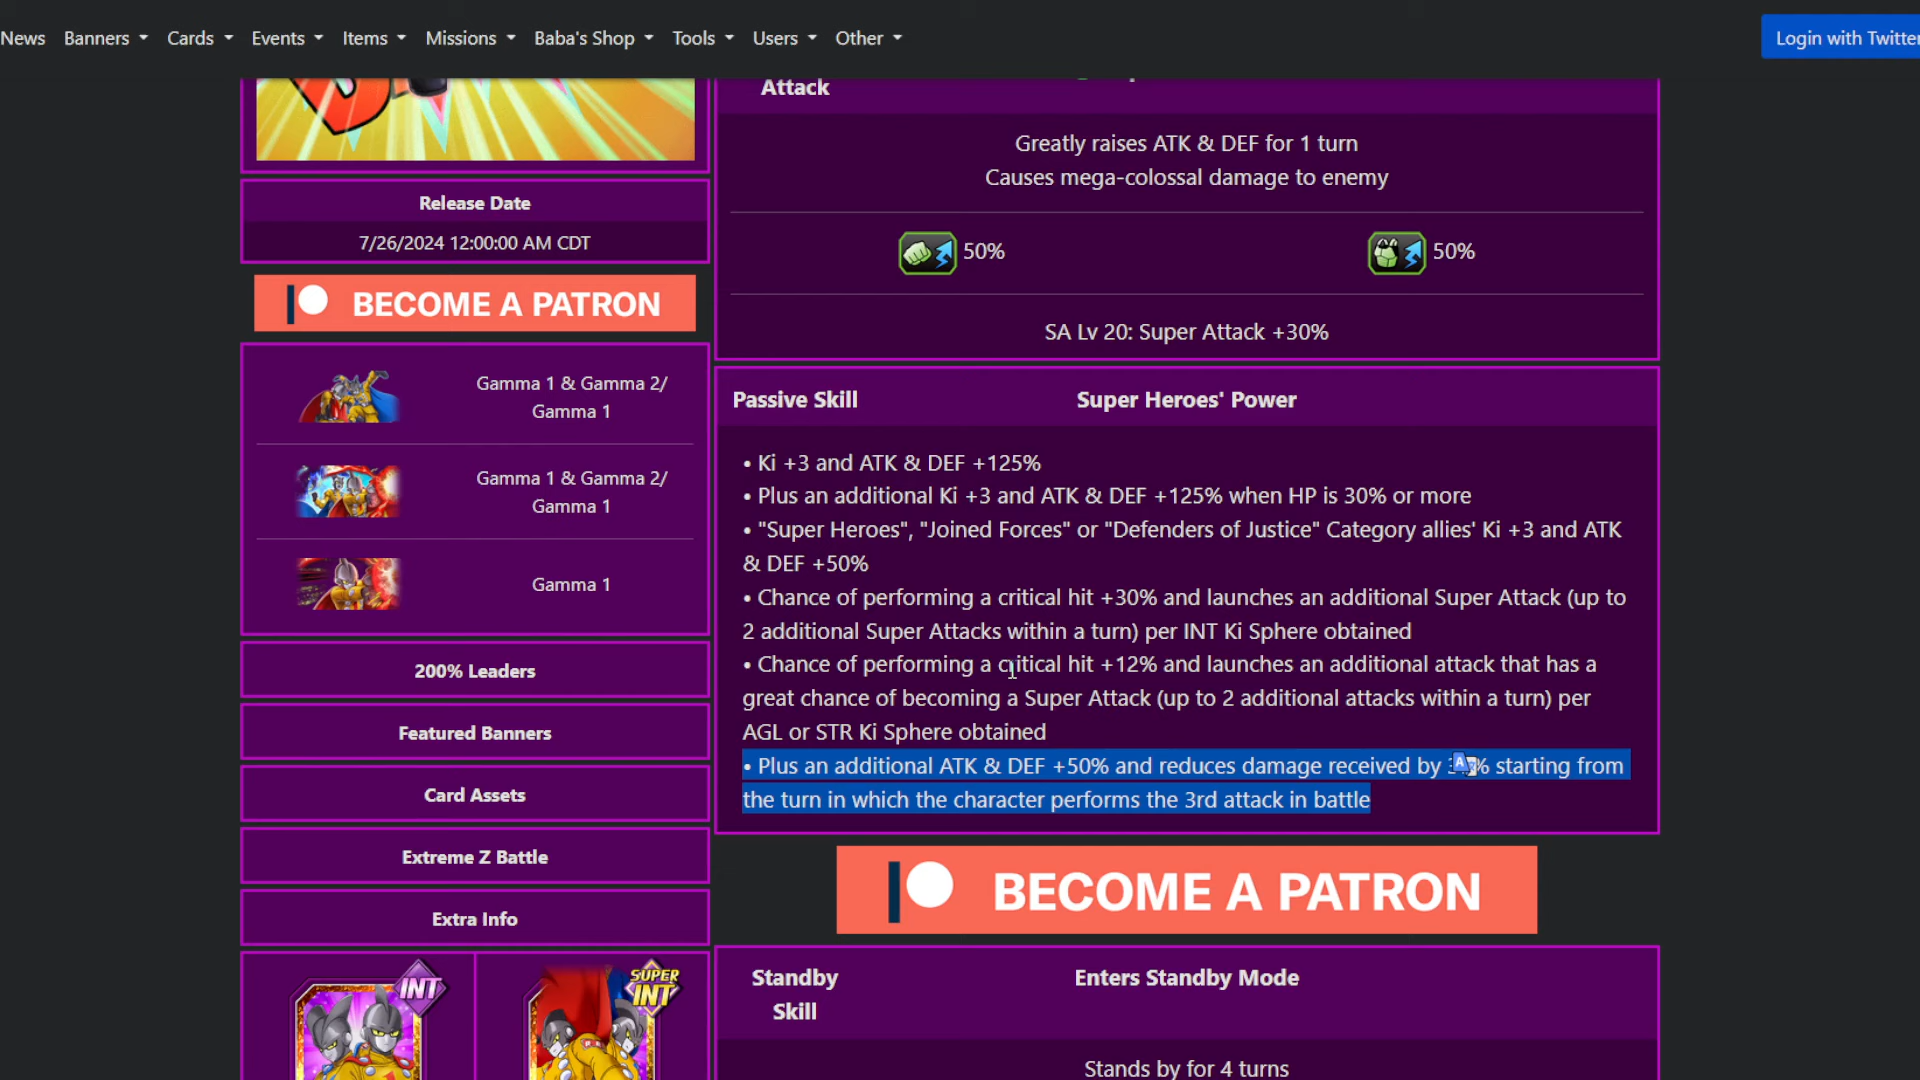 News Banners Cards Events Items Missions Baba's Shop Tools Users Other Login with Twitter
Attack
Greatly raises ATK & DEF for 1 turn
Causes mega-colossal damage to enemy
50% 50%
SA Lv 20: Super Attack +30%
Release Date
7/26/2024 12:00:00 AM CDT
BECOME A PATRON
Gamma 1 & Gamma 2/
Gamma 1
Gamma 1 & Gamma 2/
Gamma 1
Gamma 1
200% Leaders
Featured Banners
Card Assets
Extreme Z Battle
Extra Info
INT
SUPER
INT
Passive Skill Super Heroes' Power
• Ki +3 and ATK & DEF +125%
• Plus an additional Ki +3 and ATK & DEF +125% when HP is 30% or more
• "Super Heroes", "Joined Forces" or "Defenders of Justice" Category allies' Ki +3 and ATK
& DEF +50%
• Chance of performing a critical hit +30% and launches an additional Super Attack (up to
2 additional Super Attacks within a turn) per INT Ki Sphere obtained
• Chance of performing a critical hit +12% and launches an additional attack that has a
great chance of becoming a Super Attack (up to 2 additional attacks within a turn) per
AGL or STR Ki Sphere obtained
• Plus an additional ATK & DEF +50% and reduces damage received by % starting from
the turn in which the character performs the 3rd attack in battle
BECOME A PATRON
Standby
Skill
Enters Standby Mode
Stands by for 4 turns